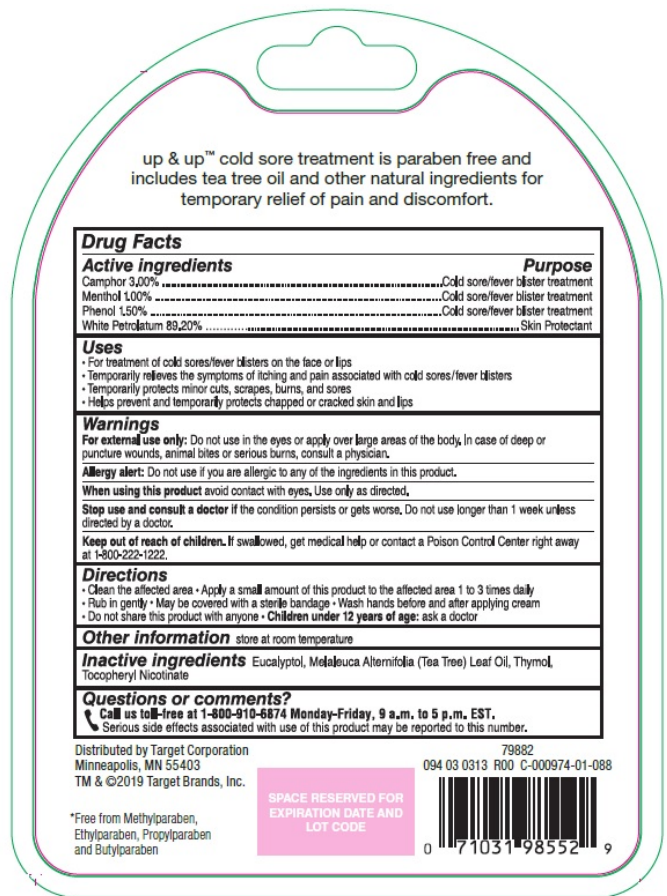 up & up™ cold sore treatment is paraben free and
includes tea tree oil and other natural ingredients for
temporary relief of pain and discomfort.
Drug Facts
Active ingredients Purpose
Camphor 3.00% ........................................Cold sore/fever blister treatment
Menthol 1.00% ........................................Cold sore/fever blister treatment
Phenol 1.50% ........................................Cold sore/fever blister treatment
White Petrolatum 89.20% ........................................Skin Protectant
Uses
• For treatment of cold sores/fever blisters on the face or lips
• Temporarily relieves the symptoms of itching and pain associated with cold sores/fever blisters
• Temporarily protects minor cuts, scrapes, burns, and sores
• Helps prevent and temporarily protects chapped or cracked skin and lips
Warnings
For external use only: Do not use in the eyes or apply over large areas of the body. In case of deep or
puncture wounds, animal bites or serious burns, consult a physician.
Allergy alert: Do not use if you are allergic to any of the ingredients in this product.
When using this product avoid contact with eyes. Use only as directed.
Stop use and consult a doctor if the condition persists or gets worse. Do not use longer than 1 week unless
directed by a doctor.
Keep out of reach of children. If swallowed, get medical help or contact a Poison Control Center right away
at 1-800-222-1222.
Directions
• Clean the affected area • Apply a small amount of this product to the affected area 1 to 3 times daily
• Rub in gently • May be covered with a sterile bandage • Wash hands before and after applying cream
• Do not share this product with anyone • Children under 12 years of age: ask a doctor
Other information store at room temperature
Inactive ingredients Eucalyptol, Melaleuca Alternifolia (Tea Tree) Leaf Oil, Thymol,
Tocopheryl Nicotinate
Questions or comments?
Call us toll-free at 1-800-910-6874 Monday-Friday, 9 a.m. to 5 p.m. EST.
Serious side effects associated with use of this product may be reported to this number.
Distributed by Target Corporation
Minneapolis, MN 55403
TM & ©2019 Target Brands, Inc.
*Free from Methylparaben,
Ethylparaben, Propylparaben
and Butylparaben
SPACE RESERVED FOR
EXPIRATION DATE AND
LOT CODE
79882
094 03 0313 R00 C-000974-01-088
0 71031 98552 9